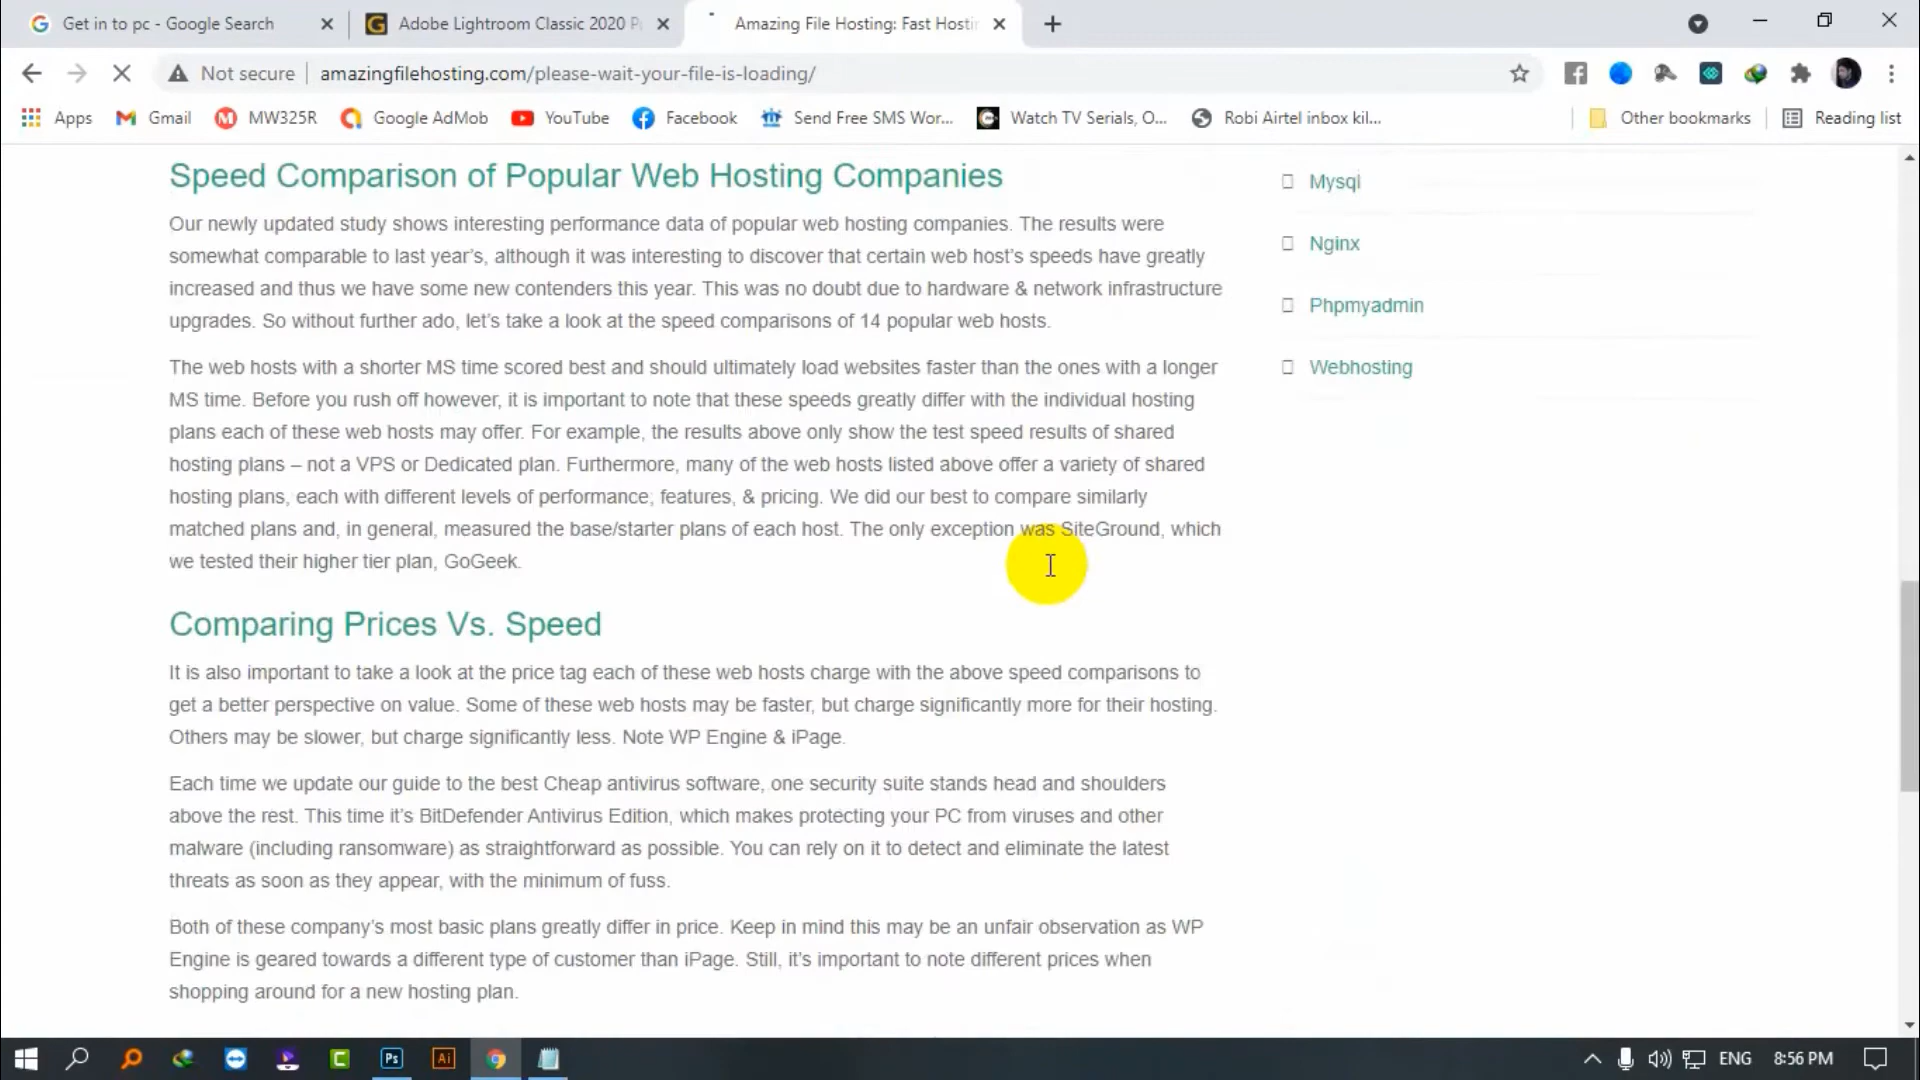 Get in to pc - Google Search
Adobe Lightroom Classic 2020
Amazing File Hosting: Fast Hosti
Not secure
amazingfilehosting.com/please-wait-your-file-is-loading/
Apps
Gmail
MW325R
Google AdMob
YouTube
Facebook
Send Free SMS Wor...
Watch TV Serials, O...
Robi Airtel inbox kil...
Other bookmarks
Reading list
Speed Comparison of Popular Web Hosting Companies
Our newly updated study shows interesting performance data of popular web hosting companies. The results were
somewhat comparable to last year’s, although it was interesting to discover that certain web host’s speeds have greatly
increased and thus we have some new contenders this year. This was no doubt due to hardware & network infrastructure
upgrades. So without further ado, let’s take a look at the speed comparisons of 14 popular web hosts.
The web hosts with a shorter MS time scored best and should ultimately load websites faster than the ones with a longer
MS time. Before you rush off however, it is important to note that these speeds greatly differ with the individual hosting
plans each of these web hosts may offer. For example, the results above only show the test speed results of shared
hosting plans – not a VPS or Dedicated plan. Furthermore, many of the web hosts listed above offer a variety of shared
hosting plans, each with different levels of performance, features, & pricing. We did our best to compare similarly
matched plans and, in general, measured the base/starter plans of each host. The only exception was SiteGround, which
we tested their higher tier plan, GoGeek.
Comparing Prices Vs. Speed
It is also important to take a look at the price tag each of these web hosts charge with the above speed comparisons to
get a better perspective on value. Some of these web hosts may be faster, but charge significantly more for their hosting.
Others may be slower, but charge significantly less. Note WP Engine & iPage.
Each time we update our guide to the best Cheap antivirus software, one security suite stands head and shoulders
above the rest. This time it’s BitDefender Antivirus Edition, which makes protecting your PC from viruses and other
malware (including ransomware) as straightforward as possible. You can rely on it to detect and eliminate the latest
threats as soon as they appear, with the minimum of fuss.
Both of these company’s most basic plans greatly differ in price. Keep in mind this may be an unfair observation as WP
Engine is geared towards a different type of customer than iPage. Still, it’s important to note different prices when
shopping around for a new hosting plan.
Mysql
Nginx
Phpmyadmin
Webhosting
Ps
Ai
ENG
8:56 PM